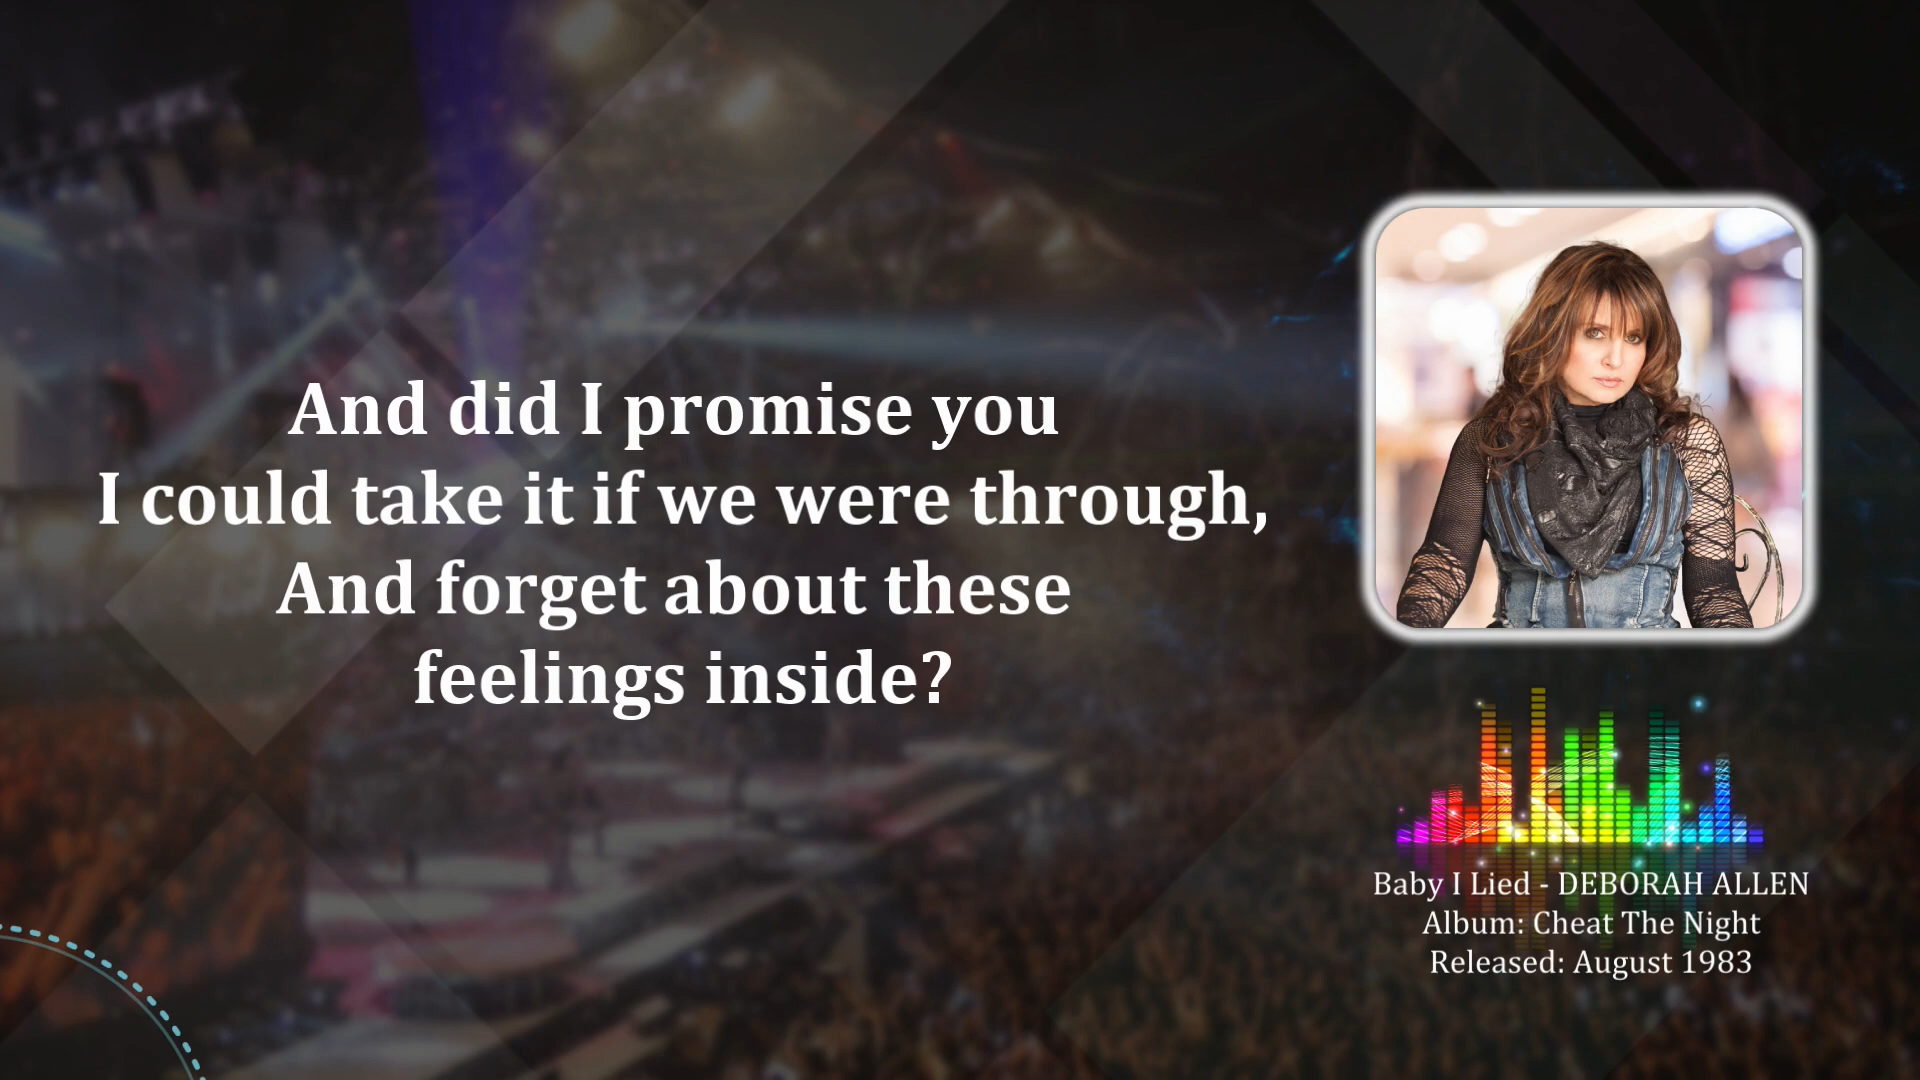 And did I promise you
I could take it if we were through,
And forget about these
feelings inside?
Baby I Lied - DEBORAH ALLEN
Album: Cheat The Night
Released: August 1983